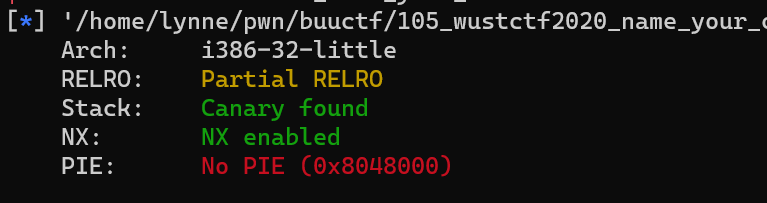 [*] '/home/lynne/pwn/buuctf/105_wustctf2020_name_your_
Arch: i386-32-little
RELRO: Partial RELRO
Stack: Canary found
NX: NX enabled
PIE: No PIE (0x8048000)